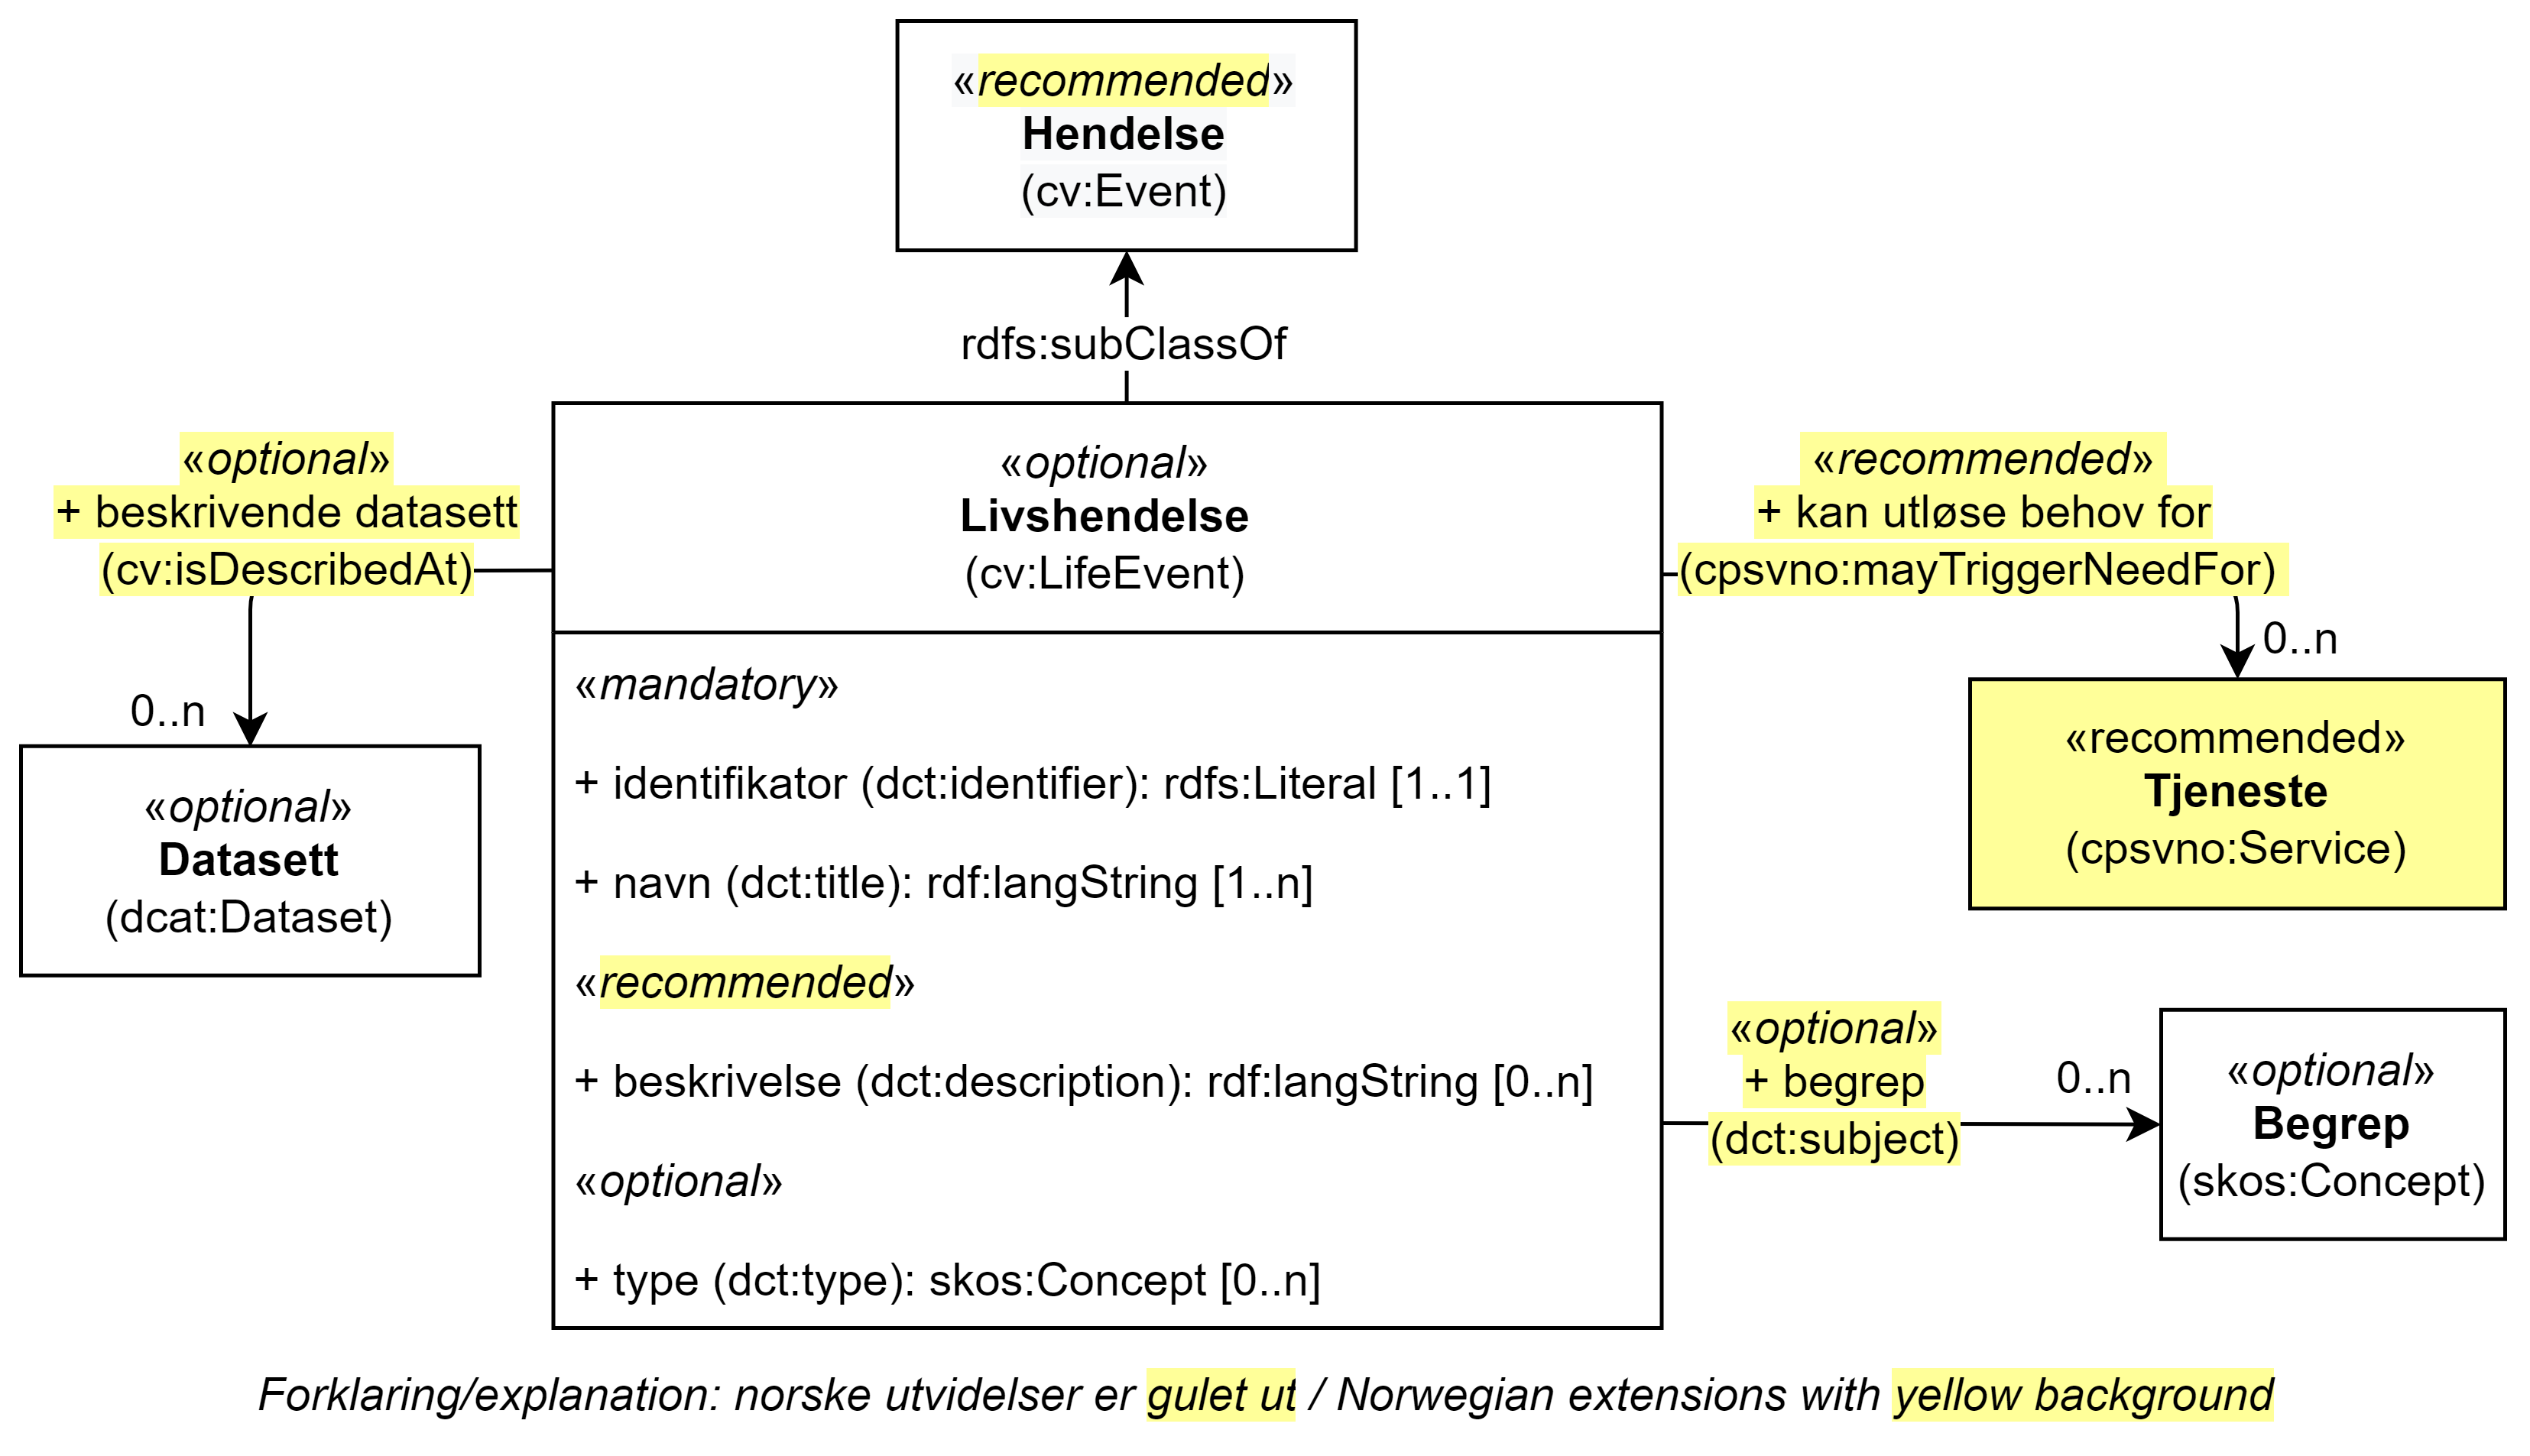 «recommended»
Hendelse
(cv:Event)
rdfs:subClassOf
«optional»
+ beskrivende datasett
(cv:isDescribedAt)
0..n
«optional»
Datasett
(dcat:Dataset)
«optional»
Livshendelse
(cv:LifeEvent)
«mandatory»
+ identifikator (dct:identifier): rdfs:Literal [1..1]
+ navn (dct:title): rdf:langString [1..n]
«recommended»
+ beskrivelse (dct:description): rdf:langString [0..n]
«optional»
+ type (dct:type): skos:Concept [0..n]
«recommended»
+ kan utløse behov for
(cpsvno:mayTriggerNeedFor)
0..n
«recommended»
Tjeneste
(cpsvno:Service)
«optional»
+ begrep
(dct:subject)
0..n
«optional»
Begrep
(skos:Concept)
Forklaring/explanation: norske utvidelser er gulet ut / Norwegian extensions with yellow background